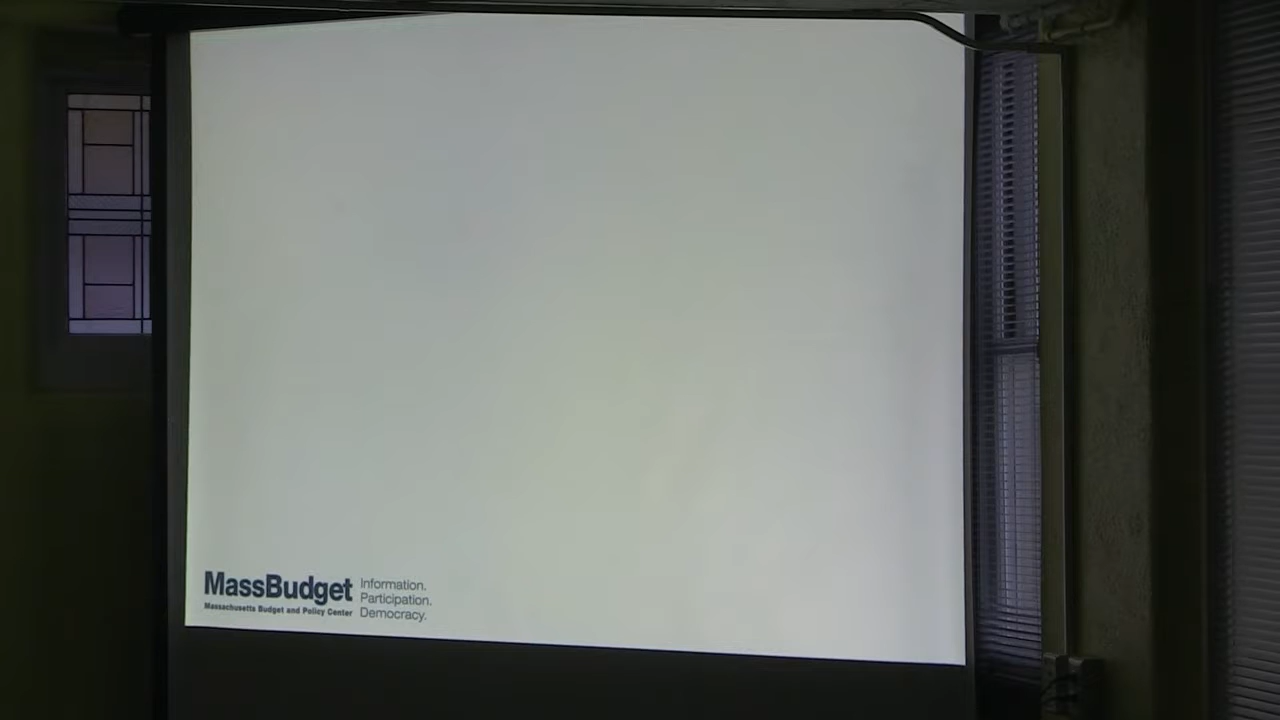 MassBudget
Massachusetts Budget and Policy Center
Information.
Participation.
Democracy.